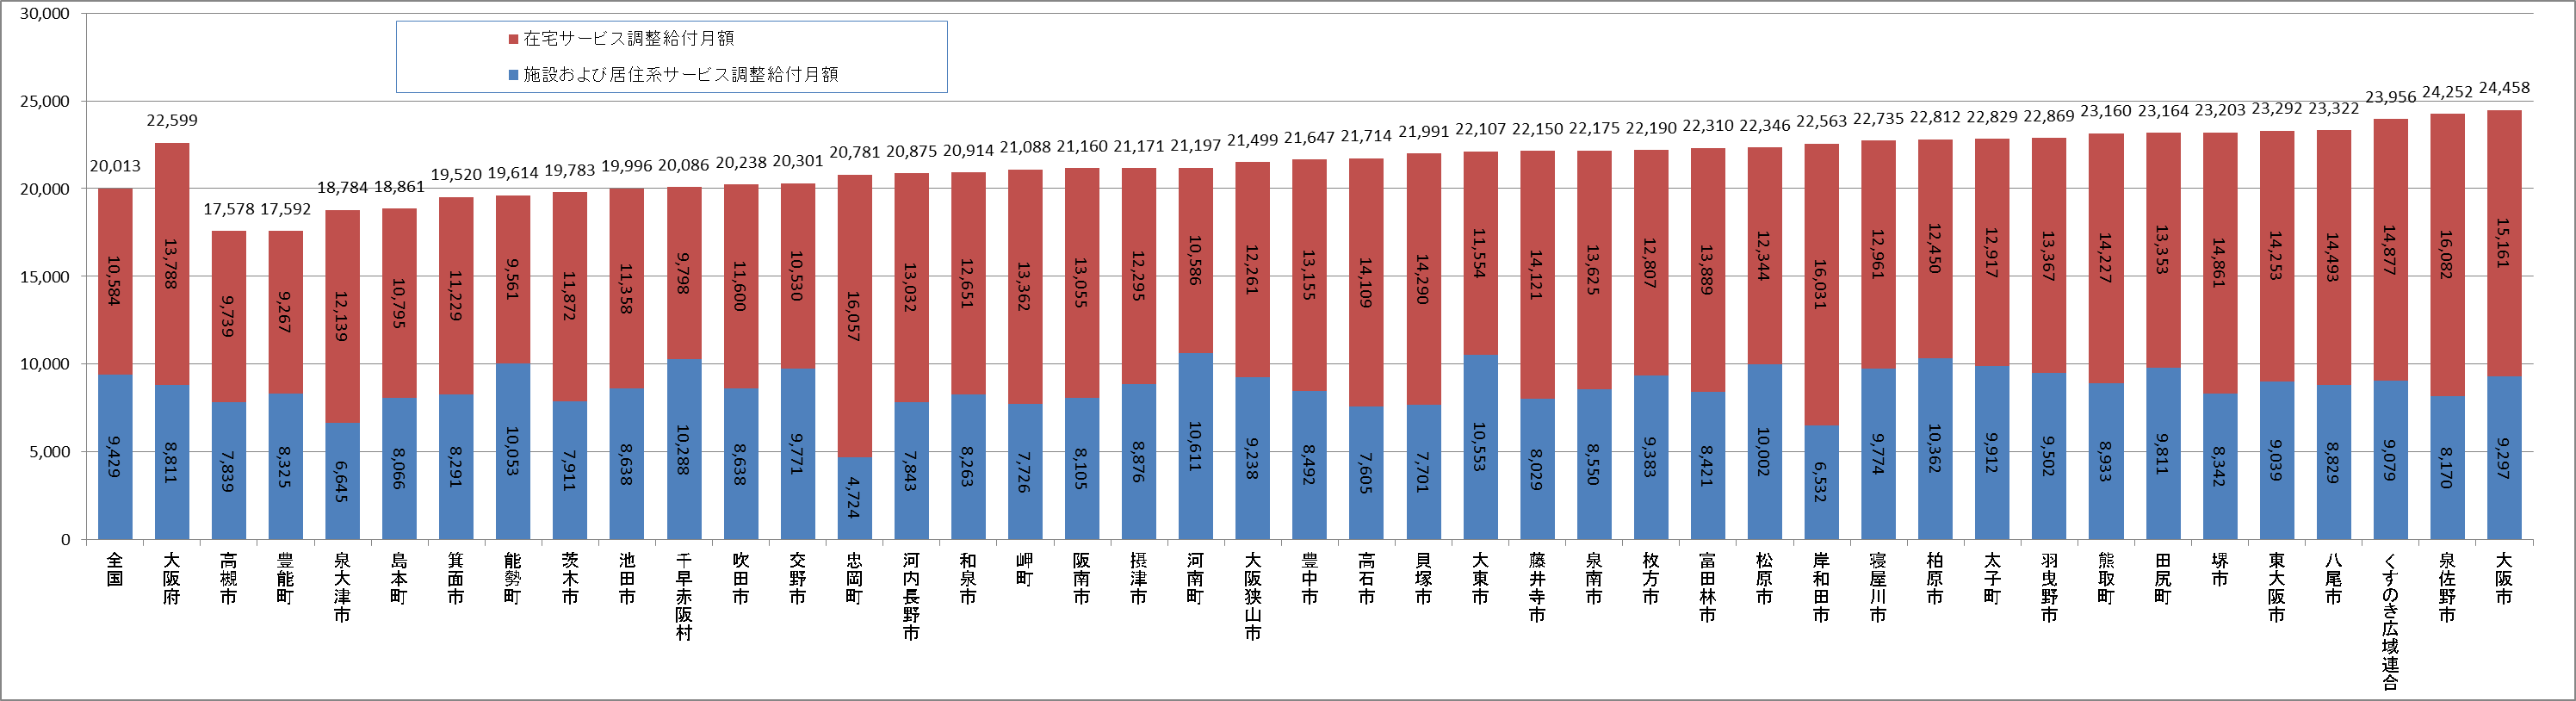 30,000
25,000
20,000
15,000
10,000
5,000
0
在宅サービス調整給付月額
施設および居住系サービス調整給付月額
20,013 22,599 17,578 17,592 18,784 18,861 19,520 19,614 19,783 19,996 20,086 20,238 20,301 20,781 20,875 20,914 21,088 21,160 21,171 21,197 21,499 21,647 21,714 21,991 22,107 22,150 22,175 22,190 22,310 22,346 22,563 22,735 22,812 22,829 22,869 23,160 23,164 23,203 23,292 23,322 23,956 24,252 24,458
10,584 13,788 9,739 9,267 12,139 10,795 11,229 9,561 11,872 11,358 9,798 11,600 10,530 16,057 13,032 12,651 13,362 13,055 12,295 10,586 12,261 13,155 14,109 14,290 11,554 14,121 13,625 12,807 13,889 12,344 16,031 12,961 12,450 12,917 13,367 14,227 13,353 14,861 14,253 14,493 14,877 16,082 15,161
9,429 8,811 7,839 8,325 6,645 8,066 8,291 10,053 7,911 8,638 10,288 8,638 9,771 4,724 7,843 8,263 7,726 8,105 8,876 10,611 9,238 8,492 7,605 7,701 10,553 8,029 8,550 9,383 8,421 10,002 6,532 9,774 10,362 9,912 9,502 8,933 9,811 8,342 9,039 8,829 9,079 8,170 9,297
全国
大阪府
高槻市
豊能町
泉大津市
島本町
箕面市
能勢町
茨木市
池田市
千早赤阪村
吹田市
交野市
忠岡町
河内長野市
和泉市
岬町
阪南市
摂津市
河南町
大阪狭山市
豊中市
高石市
貝塚市
大東市
藤井寺市
泉南市
枚方市
富田林市
松原市
岸和田市
寝屋川市
柏原市
太子町
羽曳野市
熊取町
田尻町
堺市
東大阪市
八尾市
くすのき広域連合
泉佐野市
大阪市